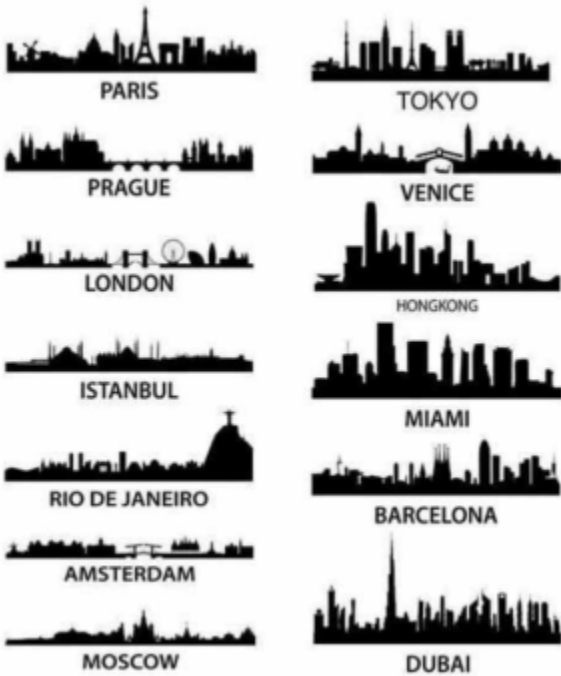 PARIS
TOKYO
PRAGUE
VENICE
LONDON
HONGKONG
ISTANBUL
MIAMI
RIO DE JANEIRO
BARCELONA
AMSTERDAM
MOSCOW
DUBAI